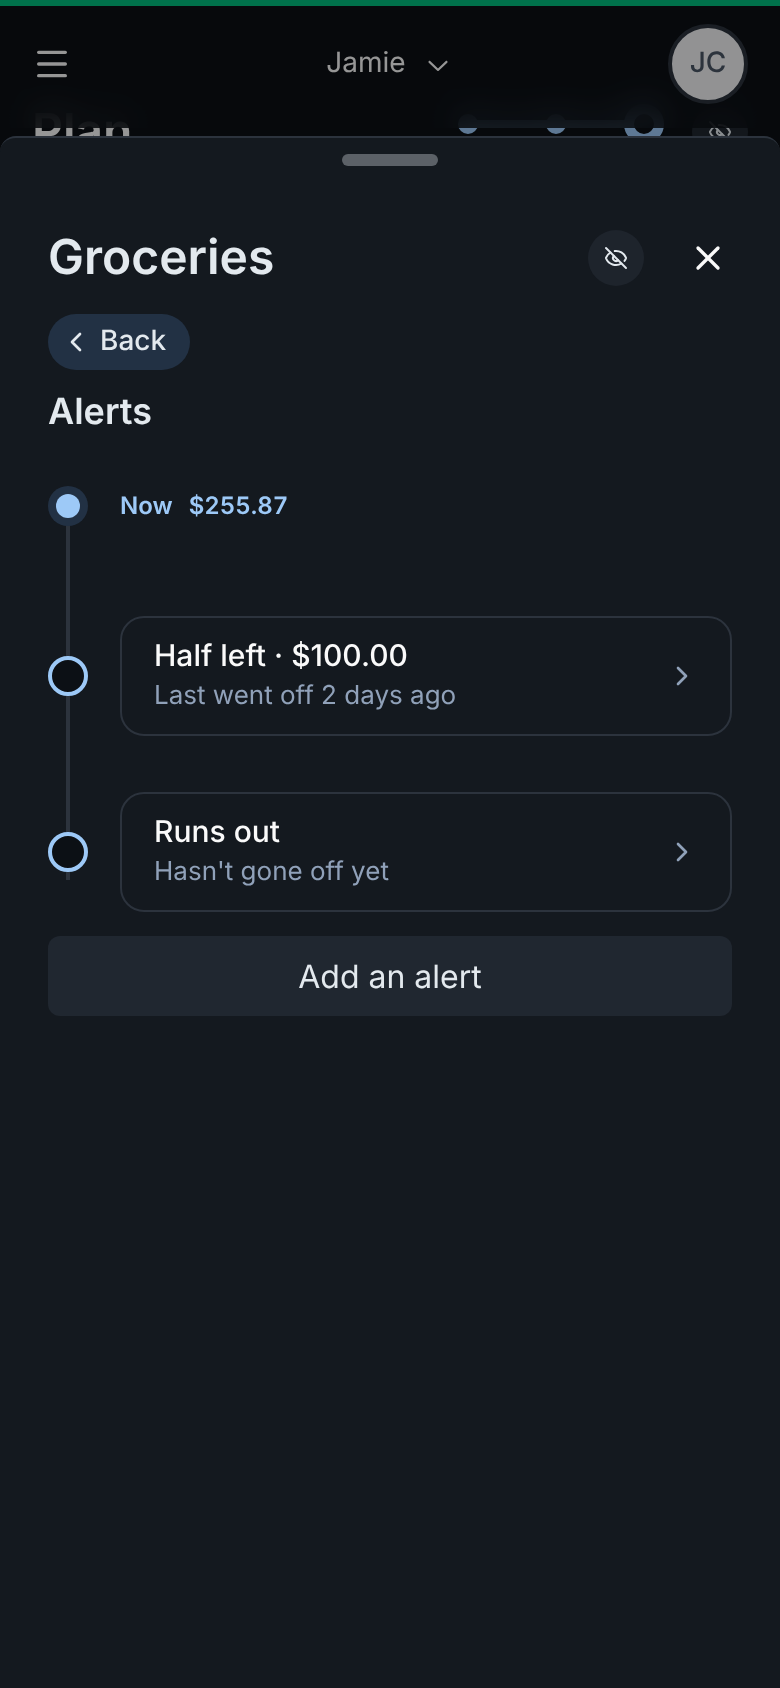 Jamie
JC
Plan
Groceries
Back
Alerts
Now $255.87
Half left · $100.00
Last went off 2 days ago
Runs out
Hasn't gone off yet
Add an alert